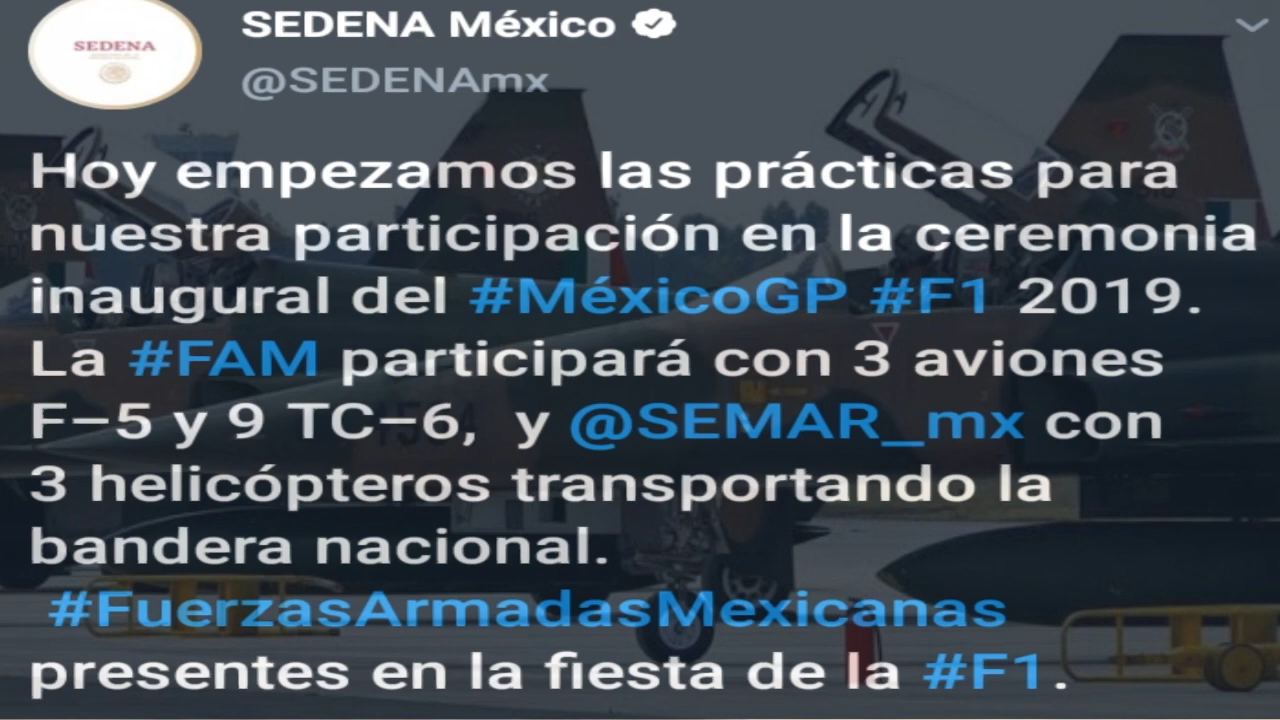 SEDENA
SEDENA México
@SEDENAmx
Hoy empezamos las prácticas para
nuestra participación en la ceremonia
inaugural del #MéxicoGP #F1 2019.
La #FAM participará con 3 aviones
F-5 y 9 TC-6, y @SEMAR_mx con
3 helicópteros transportando la
bandera nacional.
#FuerzasArmadasMexicanas
presentes en la fiesta de la #F1.